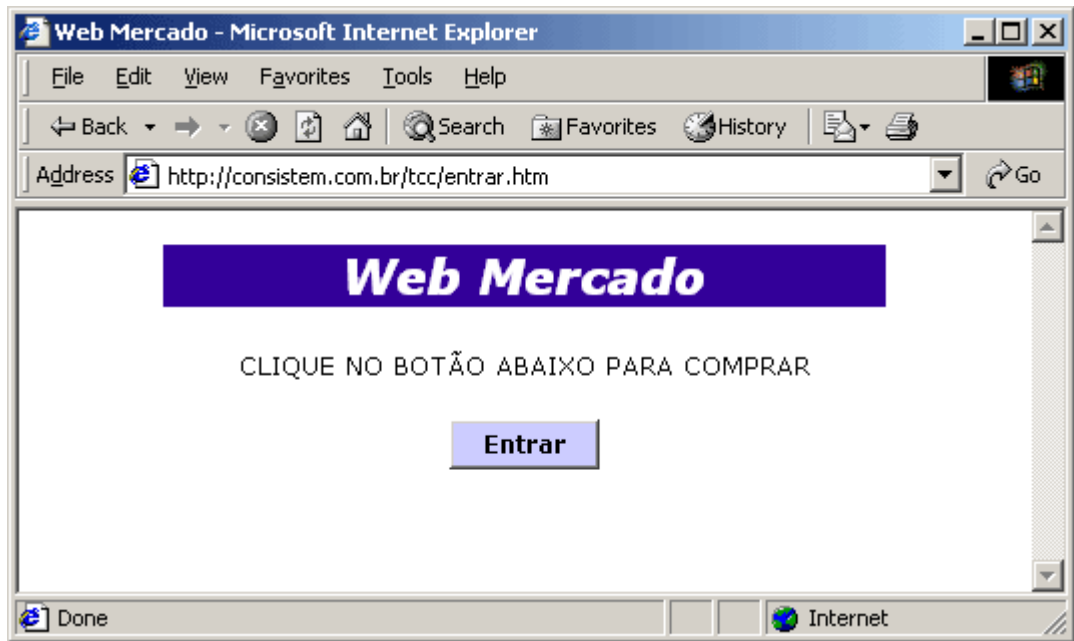 Web Mercado - Microsoft Internet Explorer
File Edit View Favorites Tools Help
Back Search Favorites History
Address http://consistem.com.br/tcc/entrar.htm Go
Web Mercado
CLIQUE NO BOTÃO ABAIXO PARA COMPRAR
Entrar
Done Internet